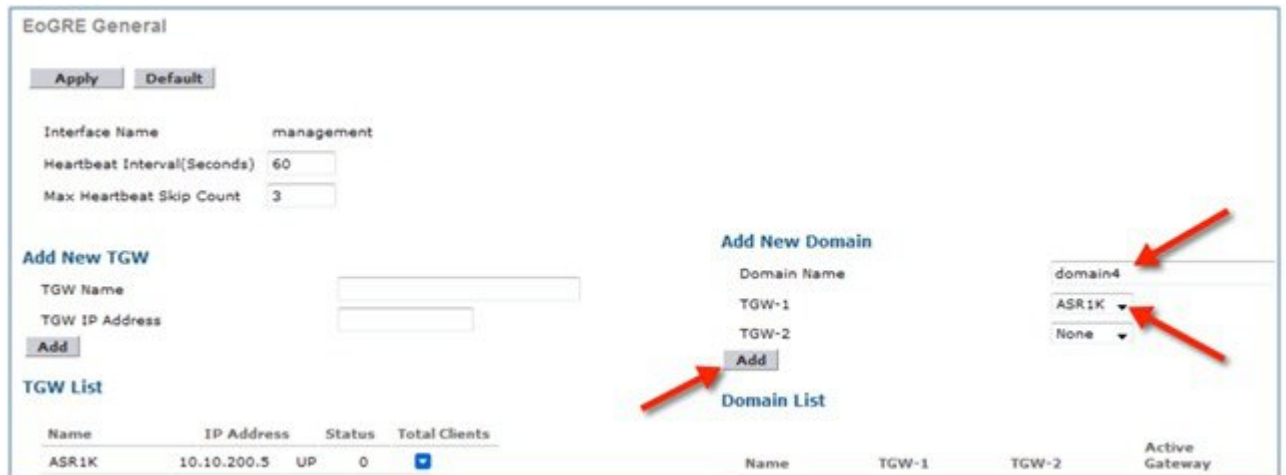 EoGRE General
Apply Default
Interface Name management
Heartbeat Interval(Seconds) 60
Max Heartbeat Skip Count 3
Add New TGW
TGW Name
TGW IP Address
Add
TGW List
Name IP Address Status Total Clients
ASR1K 10.10.200.5 UP 0
Add New Domain
Domain Name domain4
TGW-1 ASR1K
TGW-2 None
Add
Domain List
Name TGW-1 TGW-2 Active Gateway